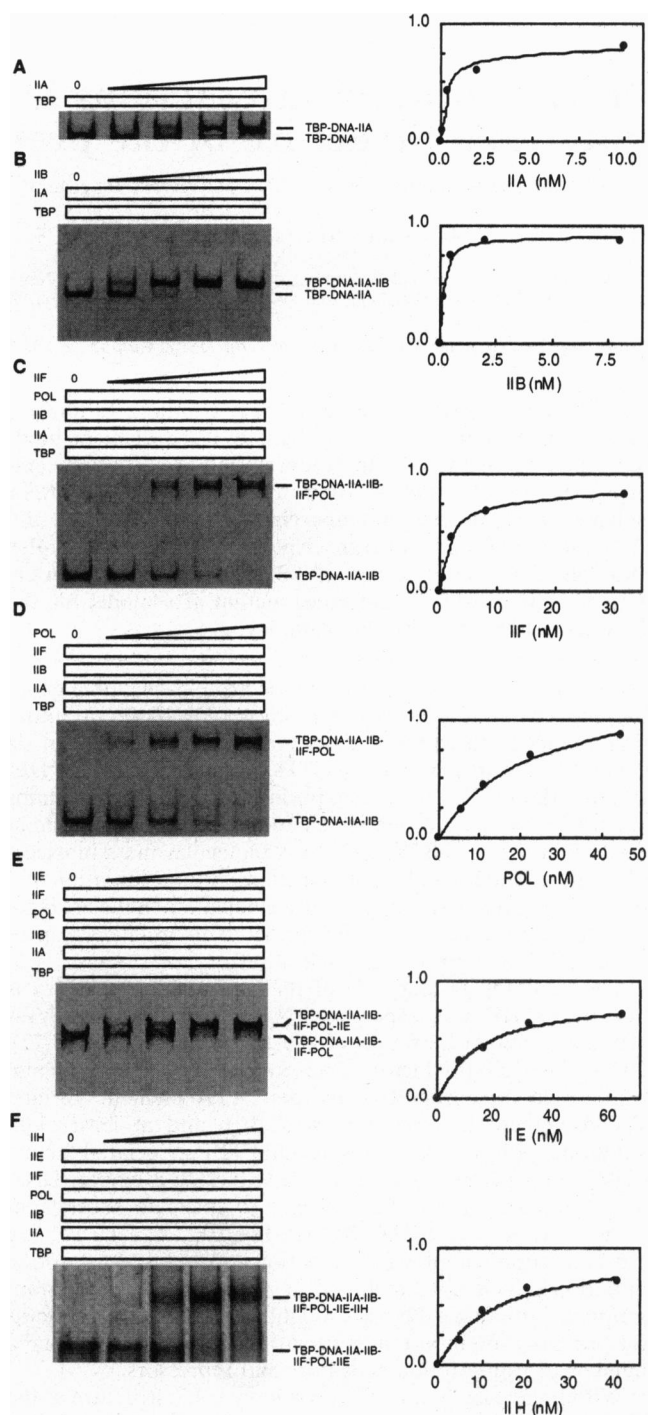 A
IIA 0
TBP
TBP-DNA-IIA
TBP-DNA
1.0
0.0
0.0 2.5 5.0 7.5 10.0
IIA (nM)
B
IIB 0
IIA
TBP
TBP-DNA-IIA-IIB
TBP-DNA-IIA
1.0
0.0
0.0 2.5 5.0 7.5
IIB (nM)
C
IIF 0
POL
IIB
IIA
TBP
TBP-DNA-IIA-IIB-
IIF-POL
TBP-DNA-IIA-IIB
1.0
0.0
0 10 20 30
IIF (nM)
D
POL 0
IIF
IIB
IIA
TBP
TBP-DNA-IIA-IIB-
IIF-POL
TBP-DNA-IIA-IIB
1.0
0.0
0 10 20 30 40 50
POL (nM)
E
IIE 0
IIF
POL
IIB
IIA
TBP
TBP-DNA-IIA-IIB-
IIF-POL-IIE
TBP-DNA-IIA-IIB-
IIF-POL
1.0
0.0
0 20 40 60
IIE (nM)
F
IIH 0
IIE
IIF
POL
IIB
IIA
TBP
TBP-DNA-IIA-IIB-
IIF-POL-IIE-IIH
TBP-DNA-IIA-IIB-
IIF-POL-IIE
1.0
0.0
0 10 20 30 40
IIH (nM)